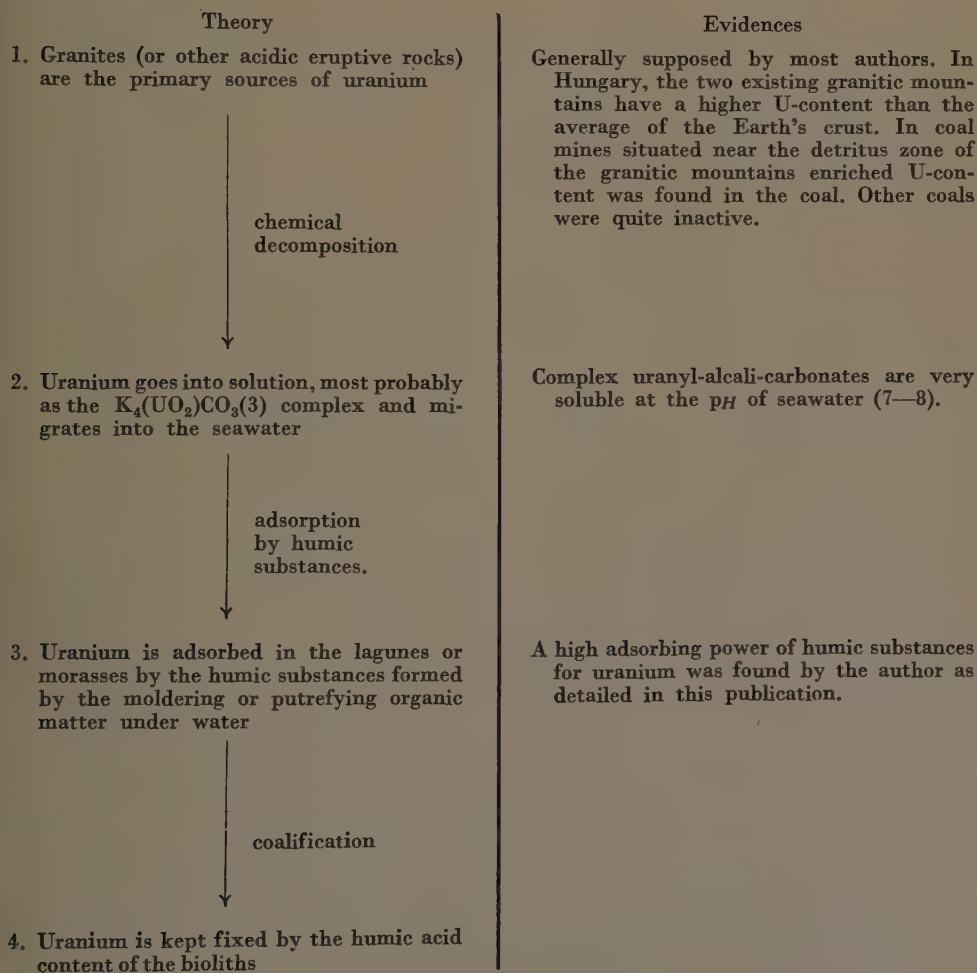 Theory
1. Granites (or other acidic eruptive rocks)
are the primary sources of uranium
chemical
decomposition
2. Uranium goes into solution, most probably
as the K₄(UO₂)CO₃(3) complex and mi-
grates into the seawater
adsorption
by humic
substances.
3. Uranium is adsorbed in the lagunes or
morasses by the humic substances formed
by the moldering or putrefying organic
matter under water
coalification
4. Uranium is kept fixed by the humic acid
content of the bioliths
Evidences
Generally supposed by most authors. In
Hungary, the two existing granitic moun-
tains have a higher U-content than the
average of the Earth's crust. In coal
mines situated near the detritus zone of
the granitic mountains enriched U-con-
tent was found in the coal. Other coals
were quite inactive.
Complex uranyl-alcali-carbonates are very
soluble at the pH of seawater (7—8).
A high adsorbing power of humic substances
for uranium was found by the author as
detailed in this publication.